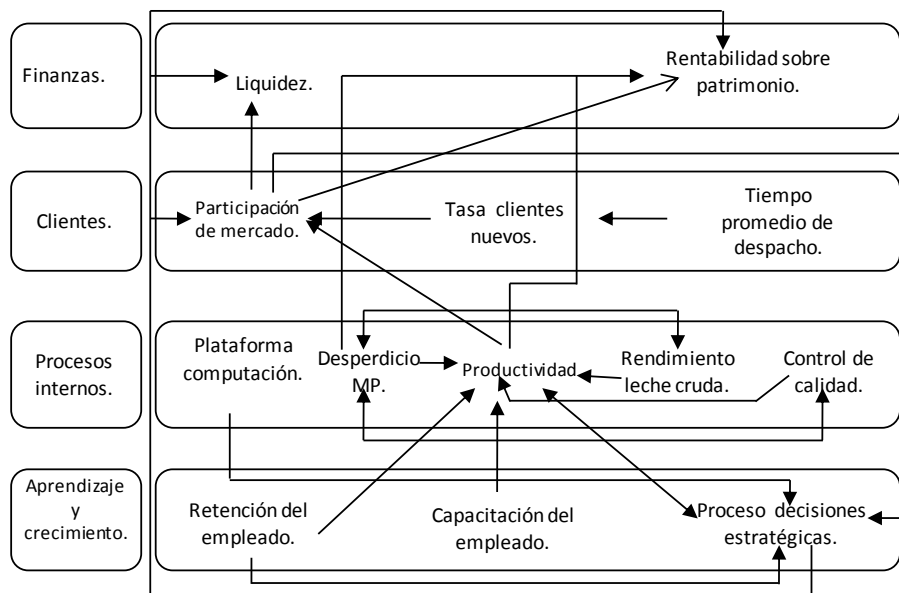 Finanzas.
Liquidez.
Rentabilidad sobre
patrimonio.
Clientes.
Participación
de mercado.
Tasa clientes
nuevos.
Tiempo
promedio de
despacho.
Procesos
internos.
Plataforma
computación.
Desperdicio
MP.
Productividad
Rendimiento
leche cruda.
Control de
calidad.
Aprendizaje
y
crecimiento.
Retención del
empleado.
Capacitación del
empleado.
Proceso decisiones
estratégicas.